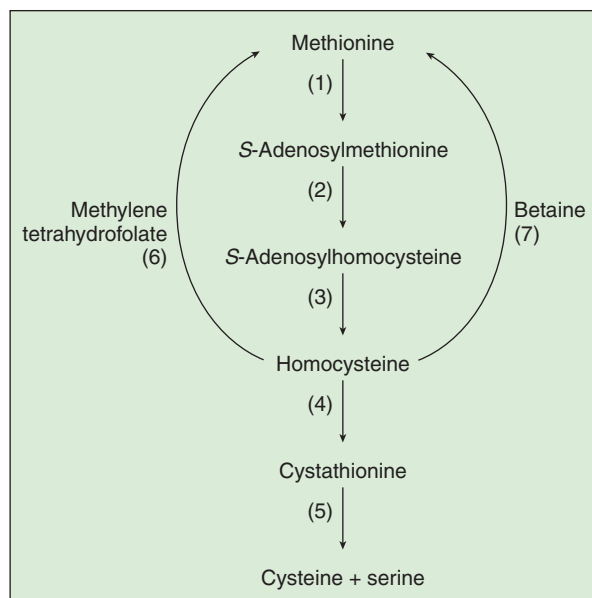 Methionine
(1)
S-Adenosylmethionine
(2)
Methylene
tetrahydrofolate
(6)
Betaine
(7)
S-Adenosylhomocysteine
(3)
Homocysteine
(4)
Cystathionine
(5)
Cysteine + serine